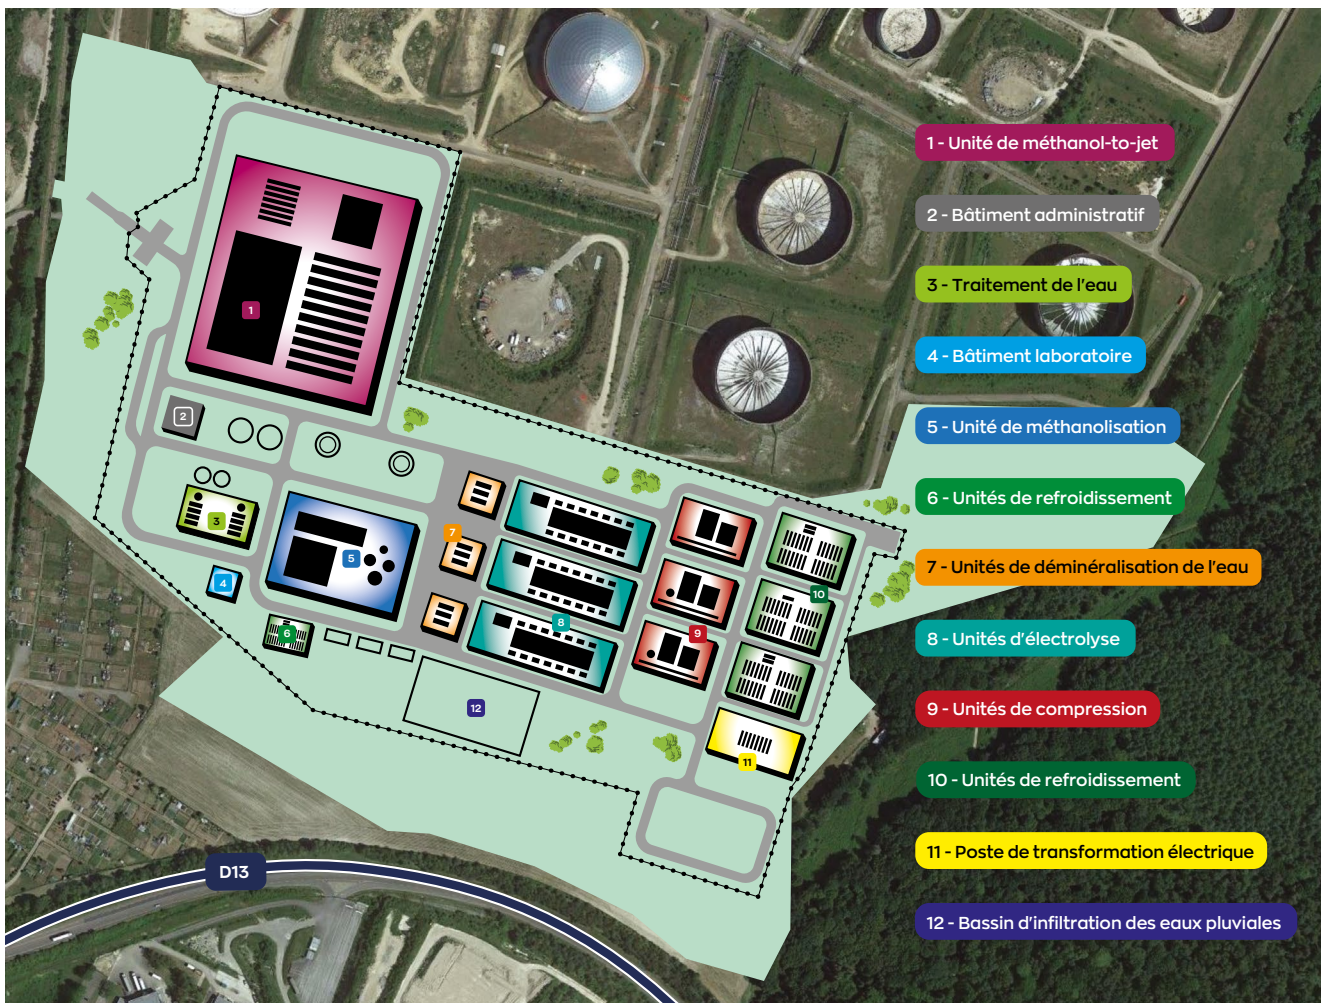 1 - Unité de méthanol-to-jet
2 - Bâtiment administratif
3 - Traitement de l'eau
4 - Bâtiment laboratoire
5 - Unité de méthanolisation
6 - Unités de refroidissement
7 - Unités de déminéralisation de l'eau
8 - Unités d'électrolyse
9 - Unités de compression
10 - Unités de refroidissement
11 - Poste de transformation électrique
12 - Bassin d'infiltration des eaux pluviales
1
2
3
4
5
6
7
8
9
10
11
12
D13